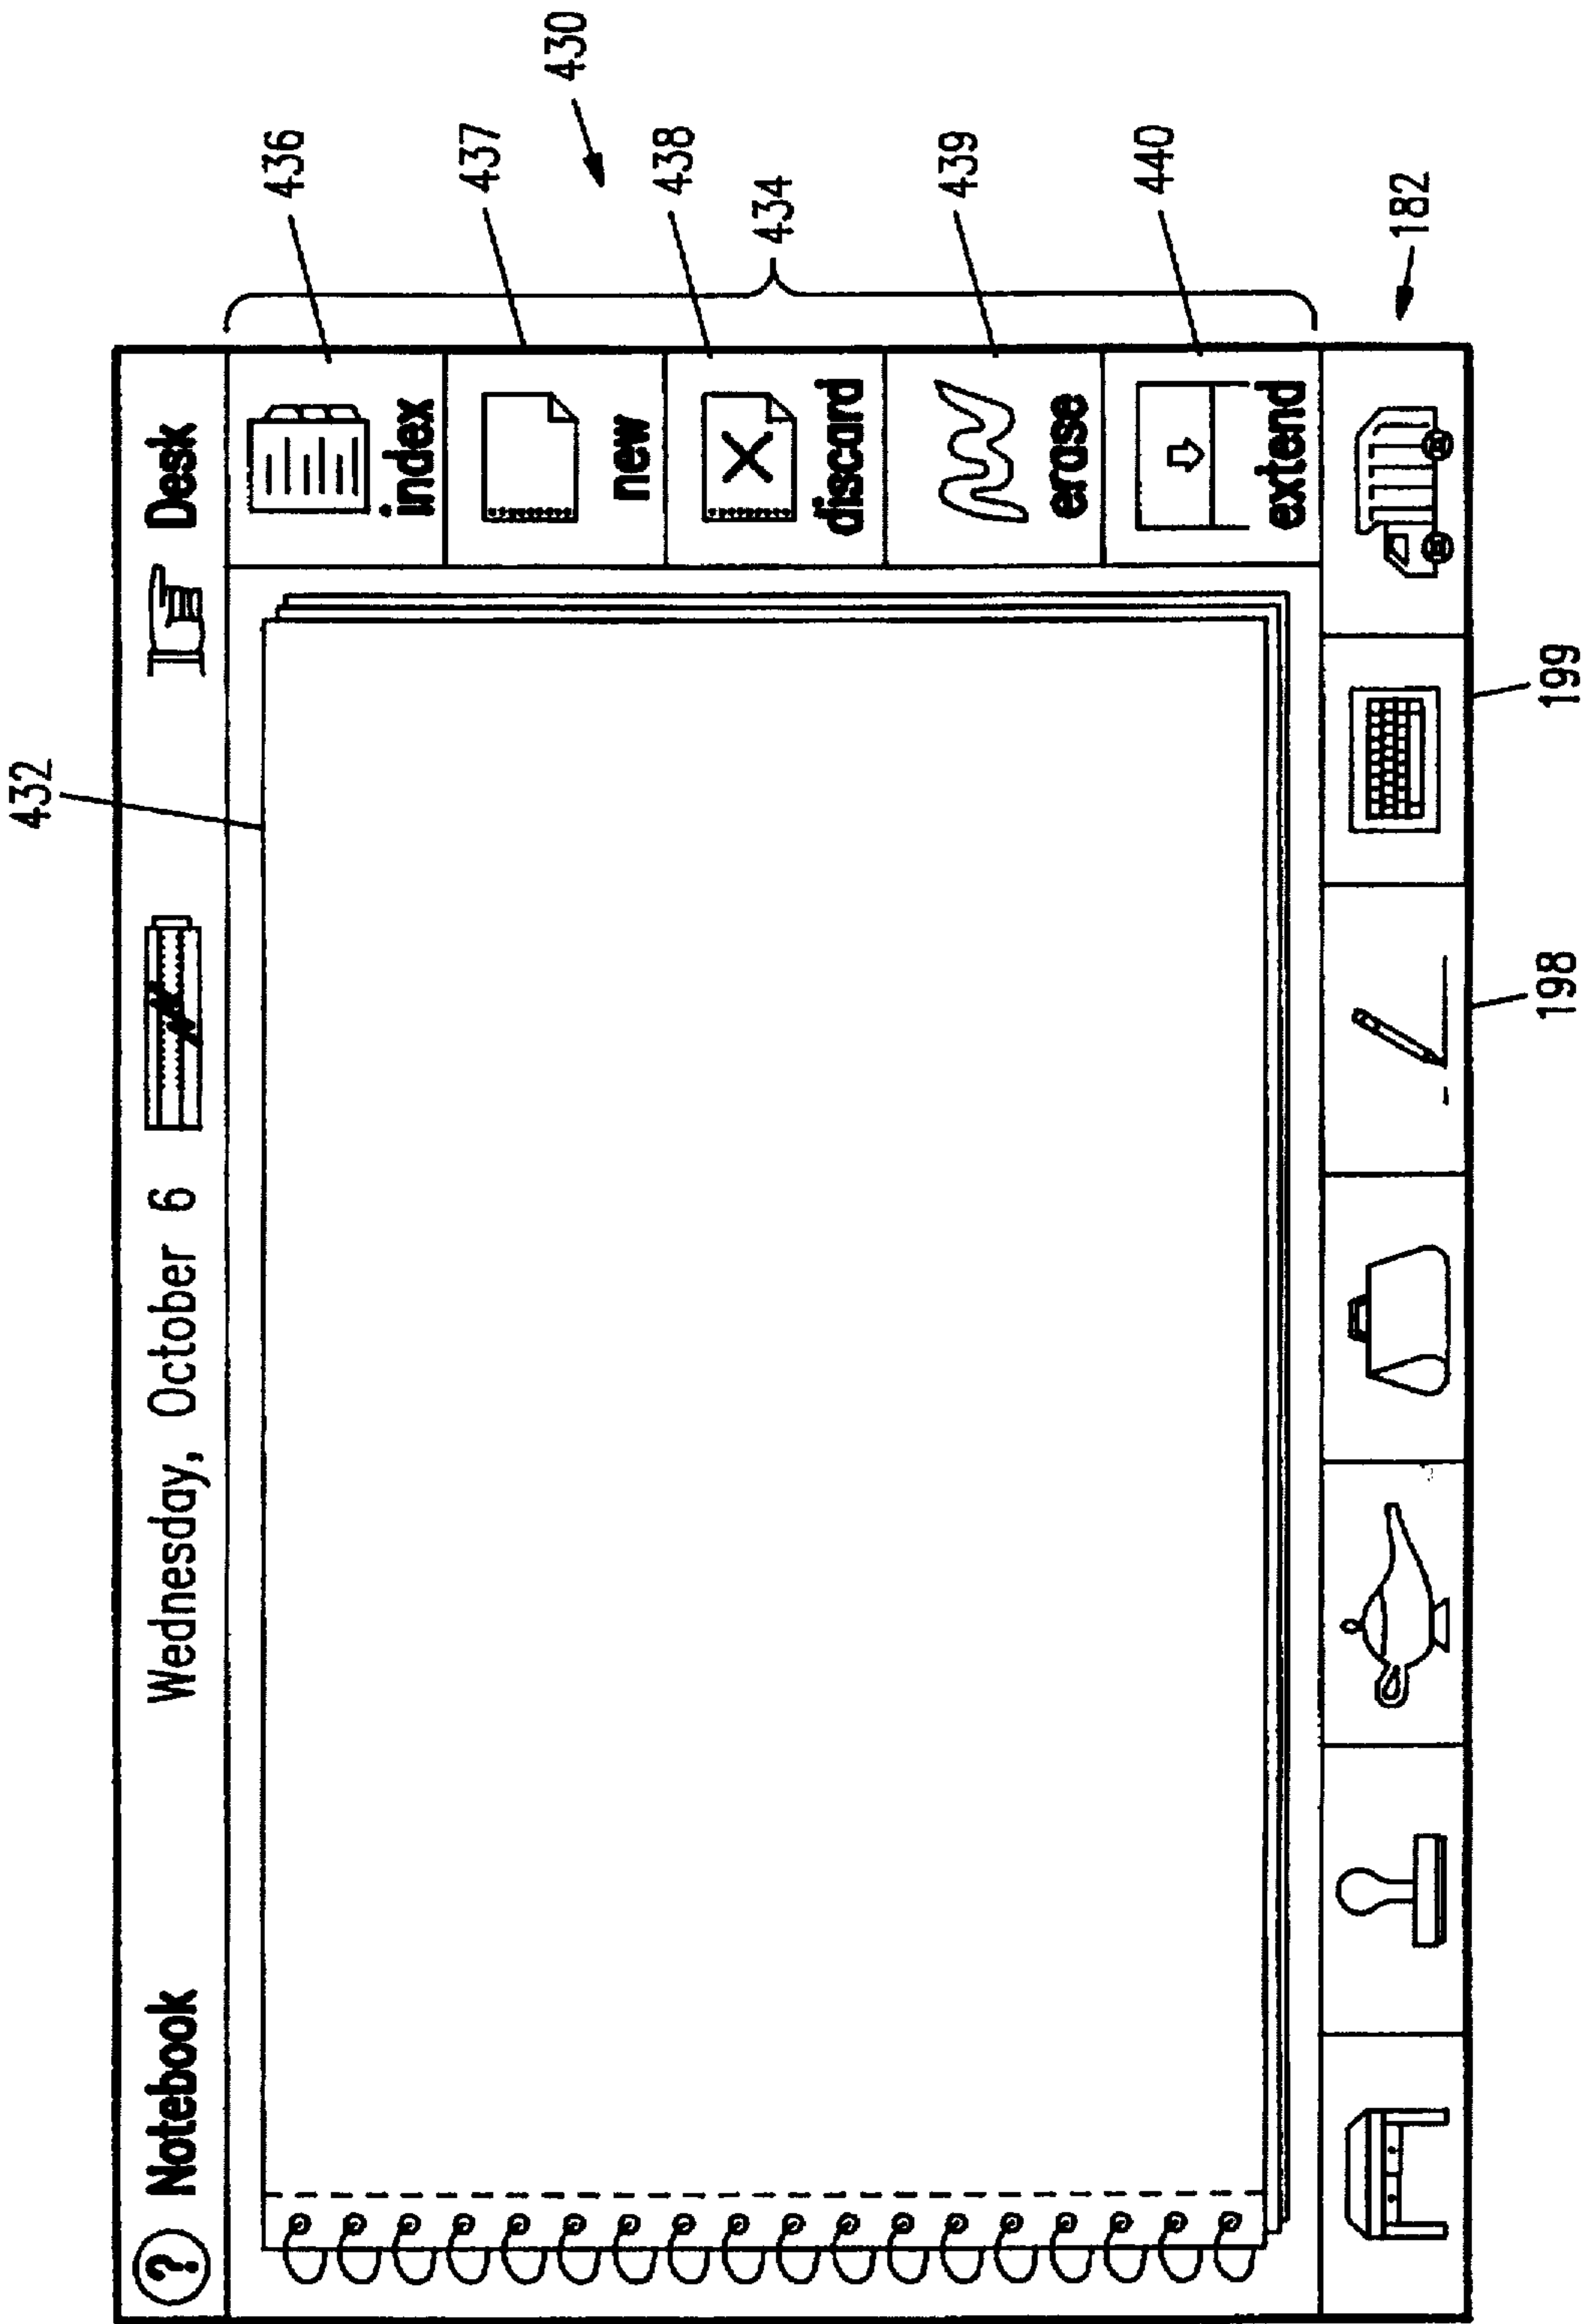 432
? Notebook Wednesday, October 6 Desk
index
new
discard
erase
extend
436
437
430
438
434
439
440
182
198
199